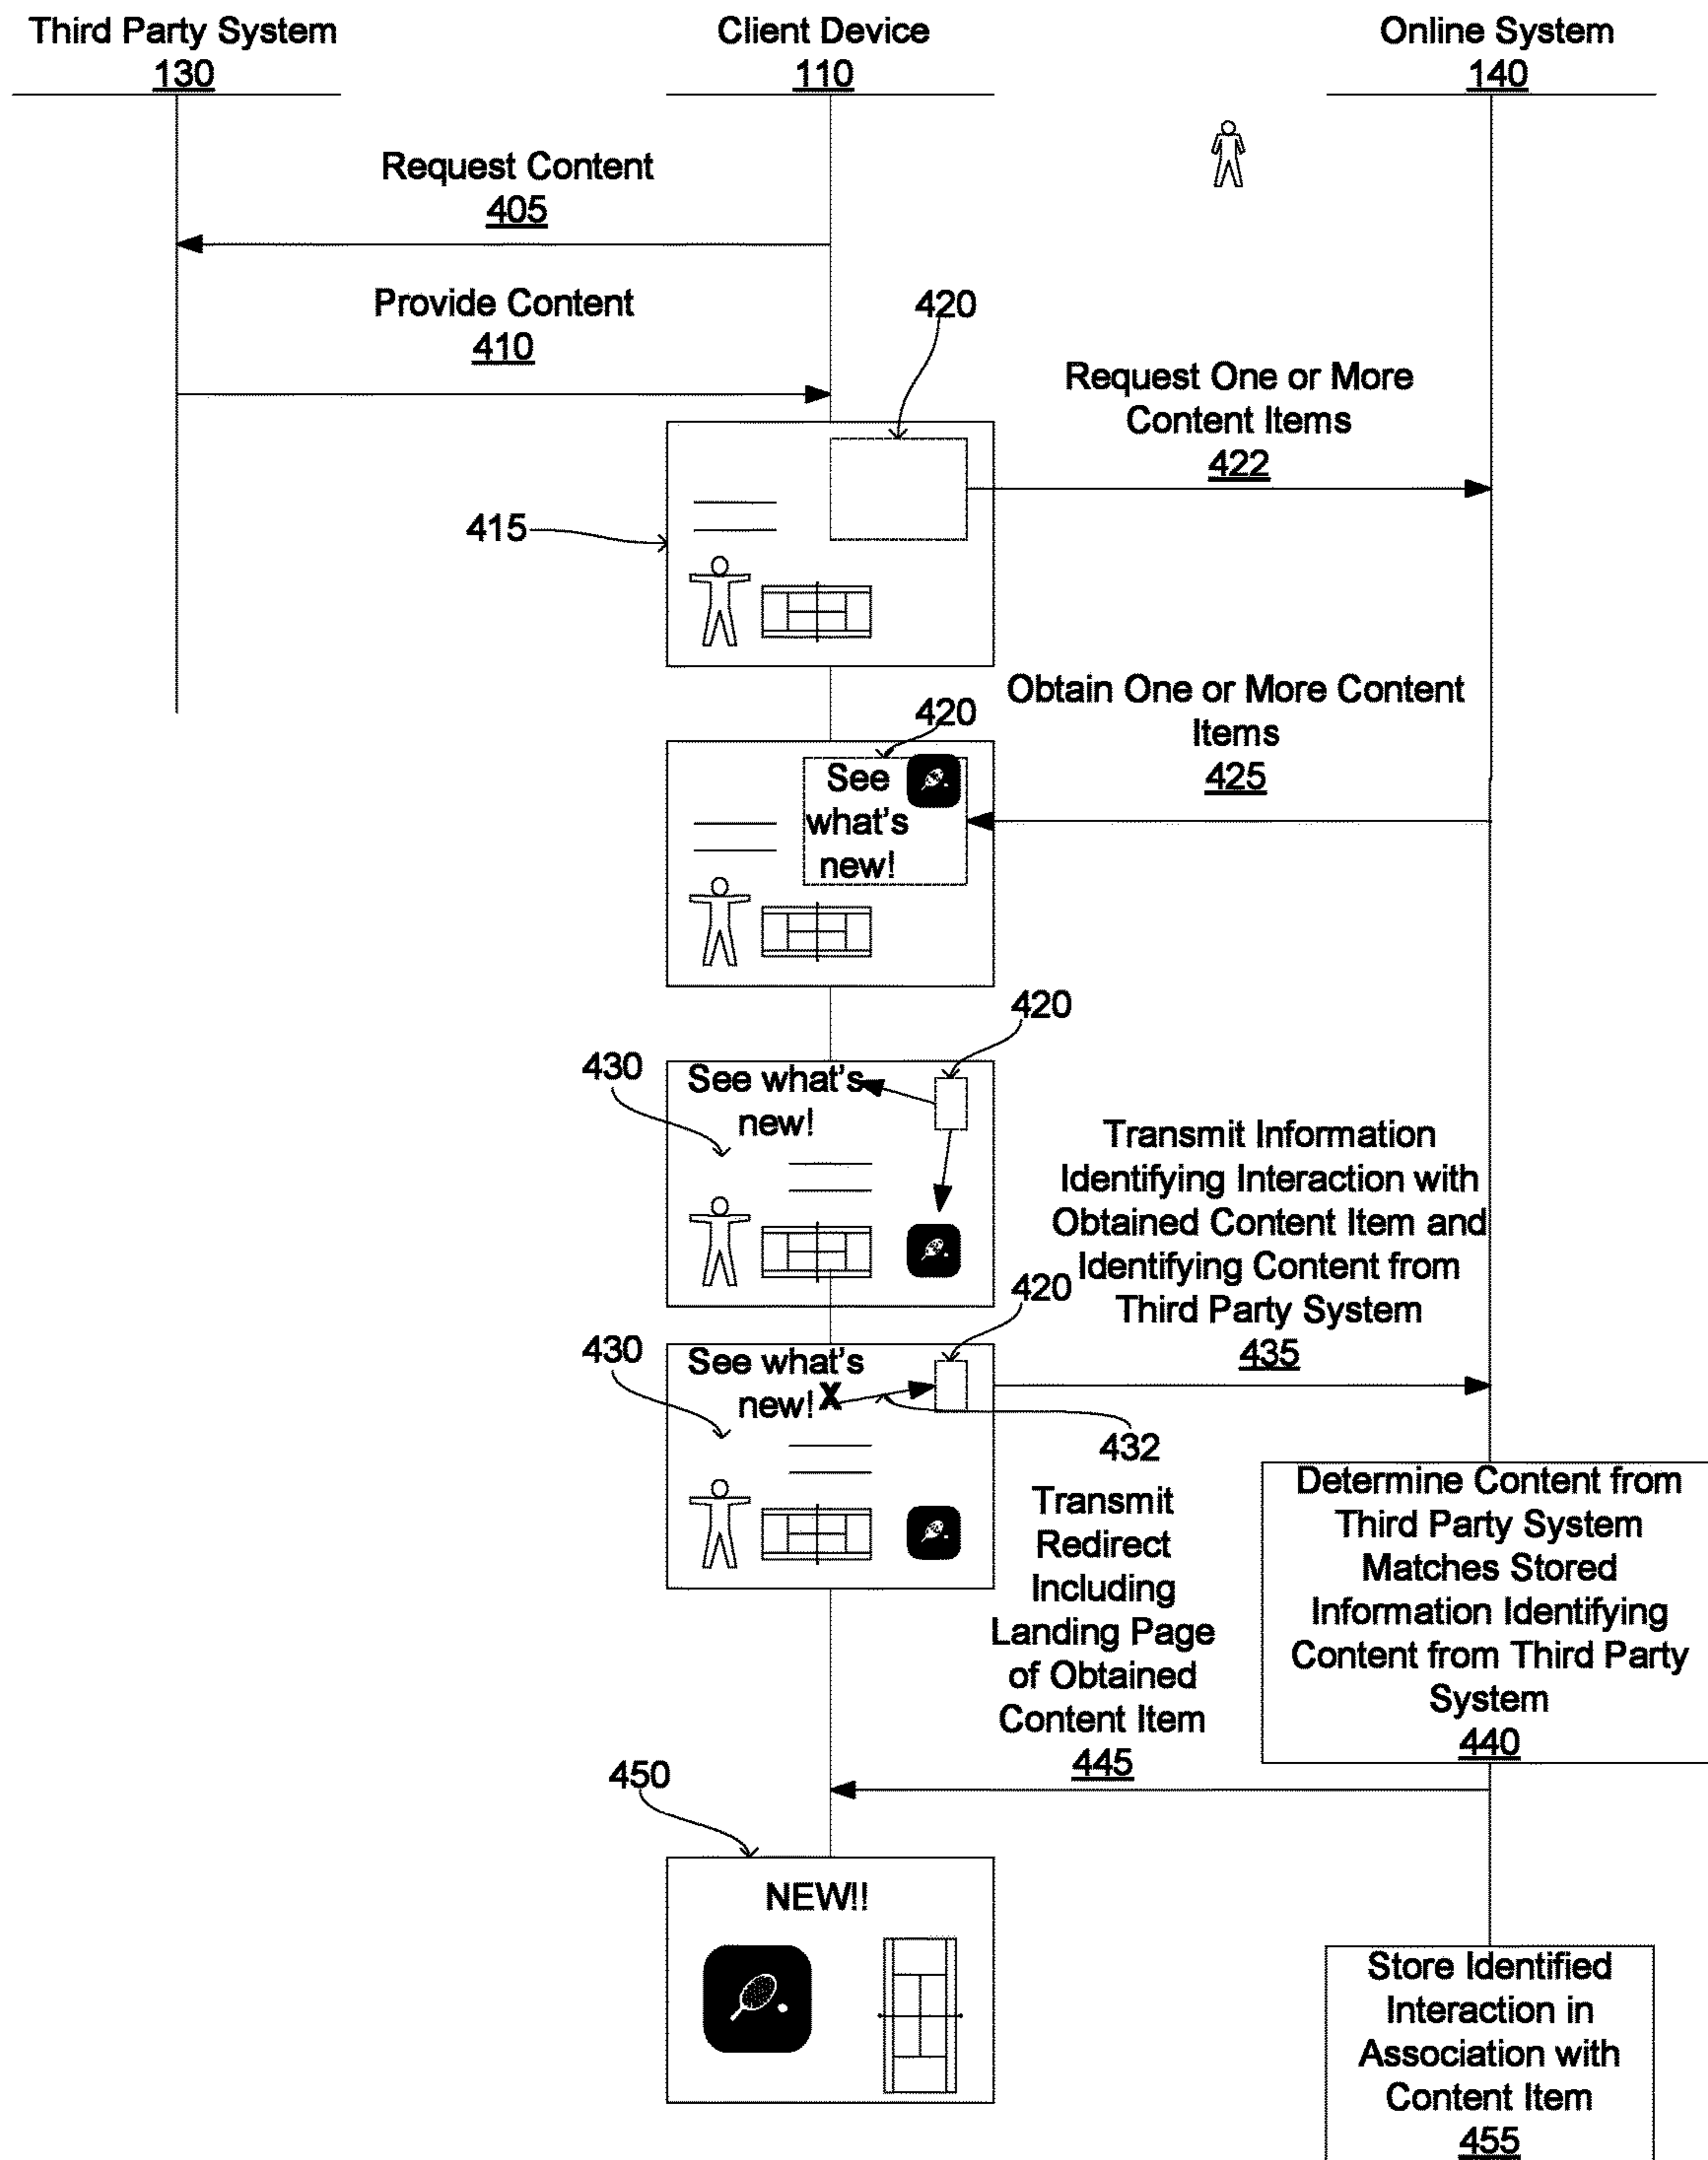 Third Party System
130
Client Device
110
Online System
140
Request Content
405
Provide Content
410
420
Request One or More
Content Items
422
415
Obtain One or More Content
Items
425
420
See
what's
new!
420
430
See what's
new!
Transmit Information
Identifying Interaction with
Obtained Content Item and
Identifying Content from
Third Party System
435
420
430
See what's
new! X
432
Transmit
Redirect
Including
Landing Page
of Obtained
Content Item
445
Determine Content from
Third Party System
Matches Stored
Information Identifying
Content from Third Party
System
440
450
NEW!!
Store Identified
Interaction in
Association with
Content Item
455